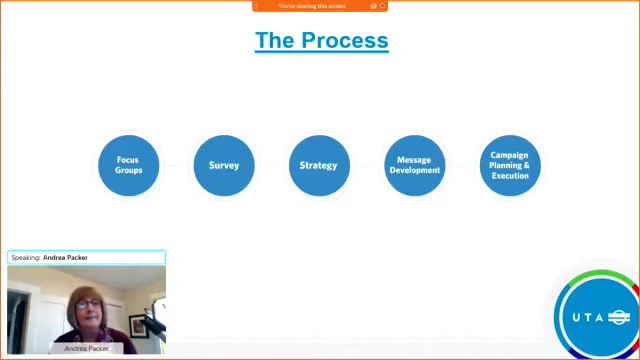 You're sharing this screen
The Process
Focus
Groups
Survey
Strategy
Message
Development
Campaign
Planning &
Execution
Speaking: Andrea Packer
Andrea Packer
UTA